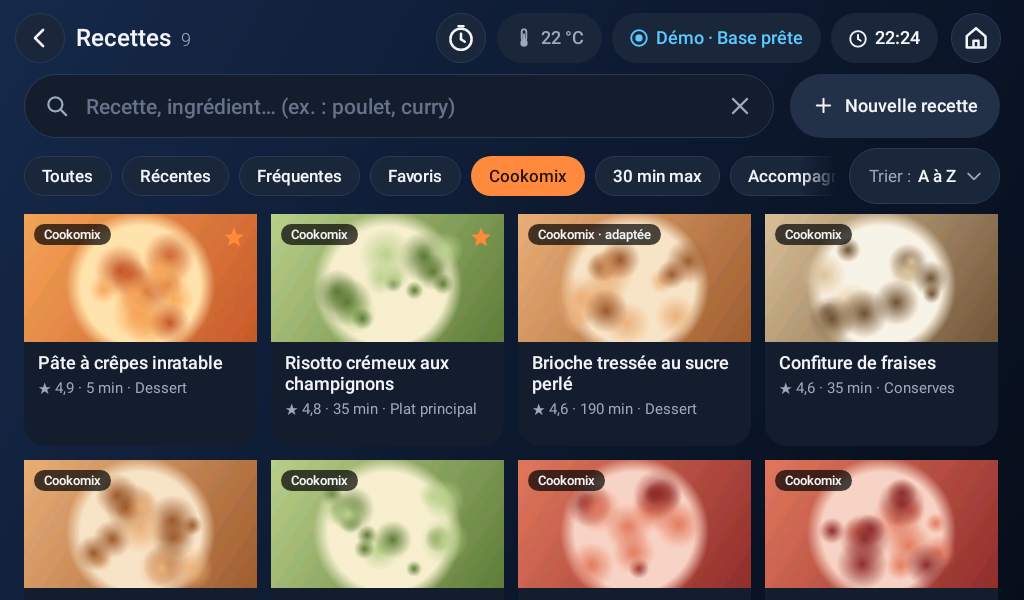 Recettes 9
22 °C
Démo · Base prête
22:24
Recette, ingrédient… (ex. : poulet, curry)
Nouvelle recette
Toutes
Récentes
Fréquentes
Favoris
Cookomix
30 min max
Accompagn
Trier : A à Z
Cookomix
Cookomix
Cookomix · adaptée
Cookomix
Pâte à crêpes inratable
★ 4,9 · 5 min · Dessert
Risotto crémeux aux
champignons
★ 4,8 · 35 min · Plat principal
Brioche tressée au sucre
perlé
★ 4,6 · 190 min · Dessert
Confiture de fraises
★ 4,6 · 35 min · Conserves
Cookomix
Cookomix
Cookomix
Cookomix